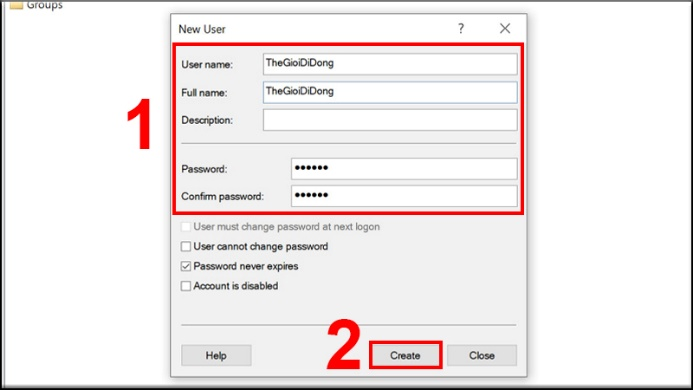 Groups
New User ? ×
User name: TheGioiDiDong
Full name: TheGioiDiDong
Description:
1
Password: ••••••
Confirm password: ••••••
User must change password at next logon
User cannot change password
Password never expires
Account is disabled
2
Help Create Close